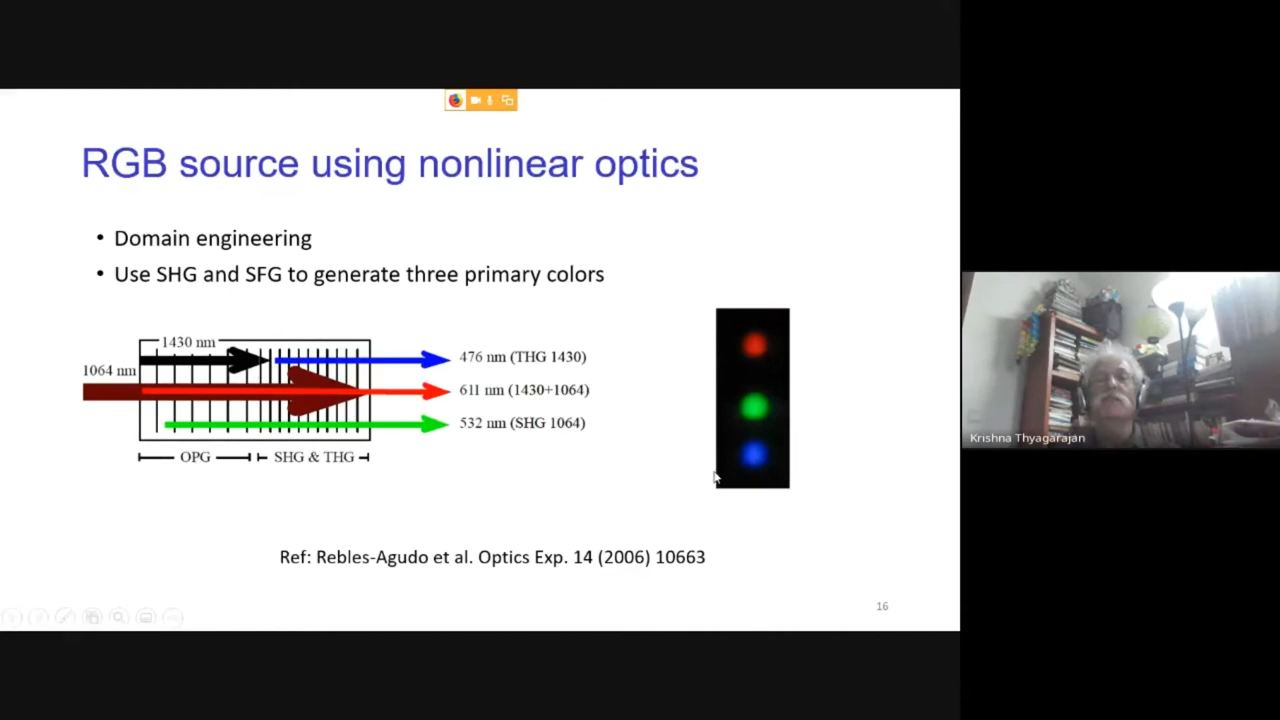 RGB source using nonlinear optics
• Domain engineering
• Use SHG and SFG to generate three primary colors
1430 nm
1064 nm
476 nm (THG 1430)
611 nm (1430+1064)
532 nm (SHG 1064)
OPG
SHG & THG
Krishna Thyagarajan
Ref: Rebles-Agudo et al. Optics Exp. 14 (2006) 10663
16